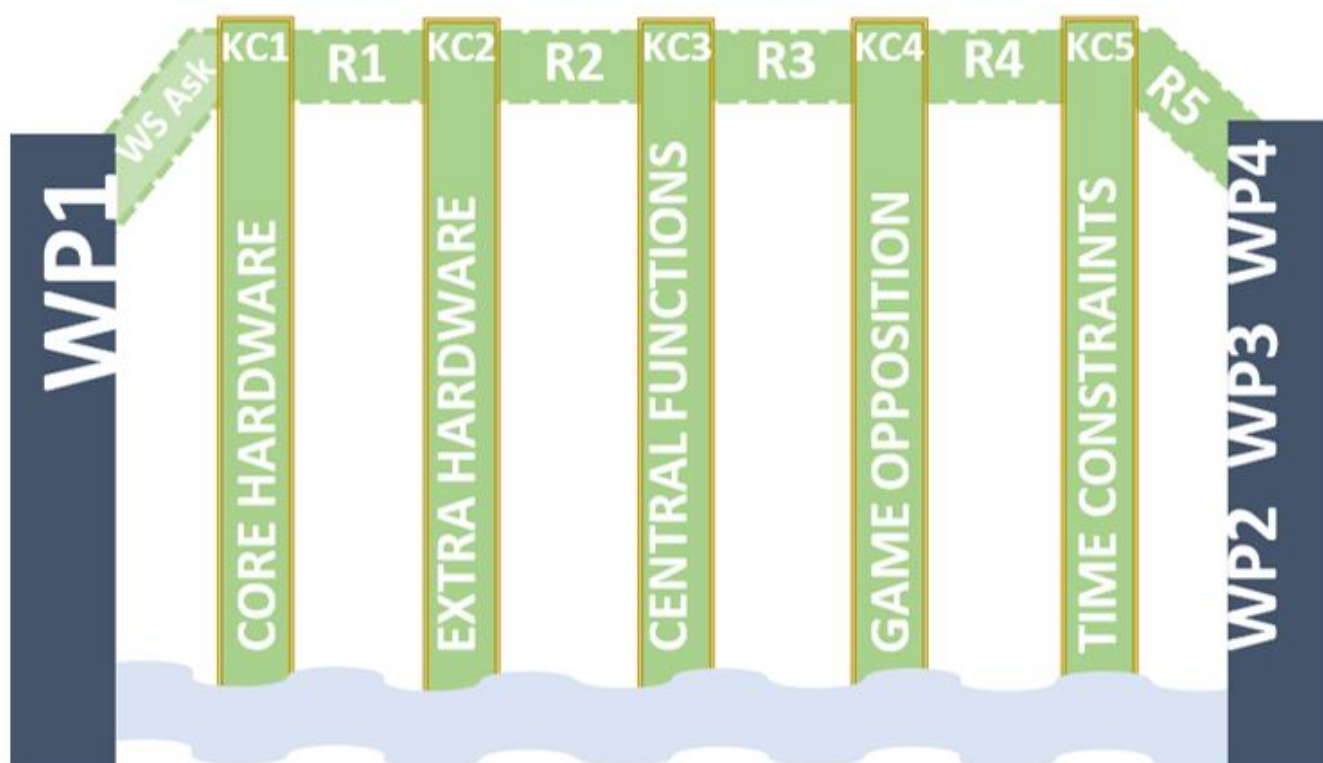 WP1
WS Ask
KC1
R1
KC2
R2
KC3
R3
KC4
R4
KC5
R5
CORE HARDWARE
EXTRA HARDWARE
CENTRAL FUNCTIONS
GAME OPPOSITION
TIME CONSTRAINTS
WP2 WP3 WP4